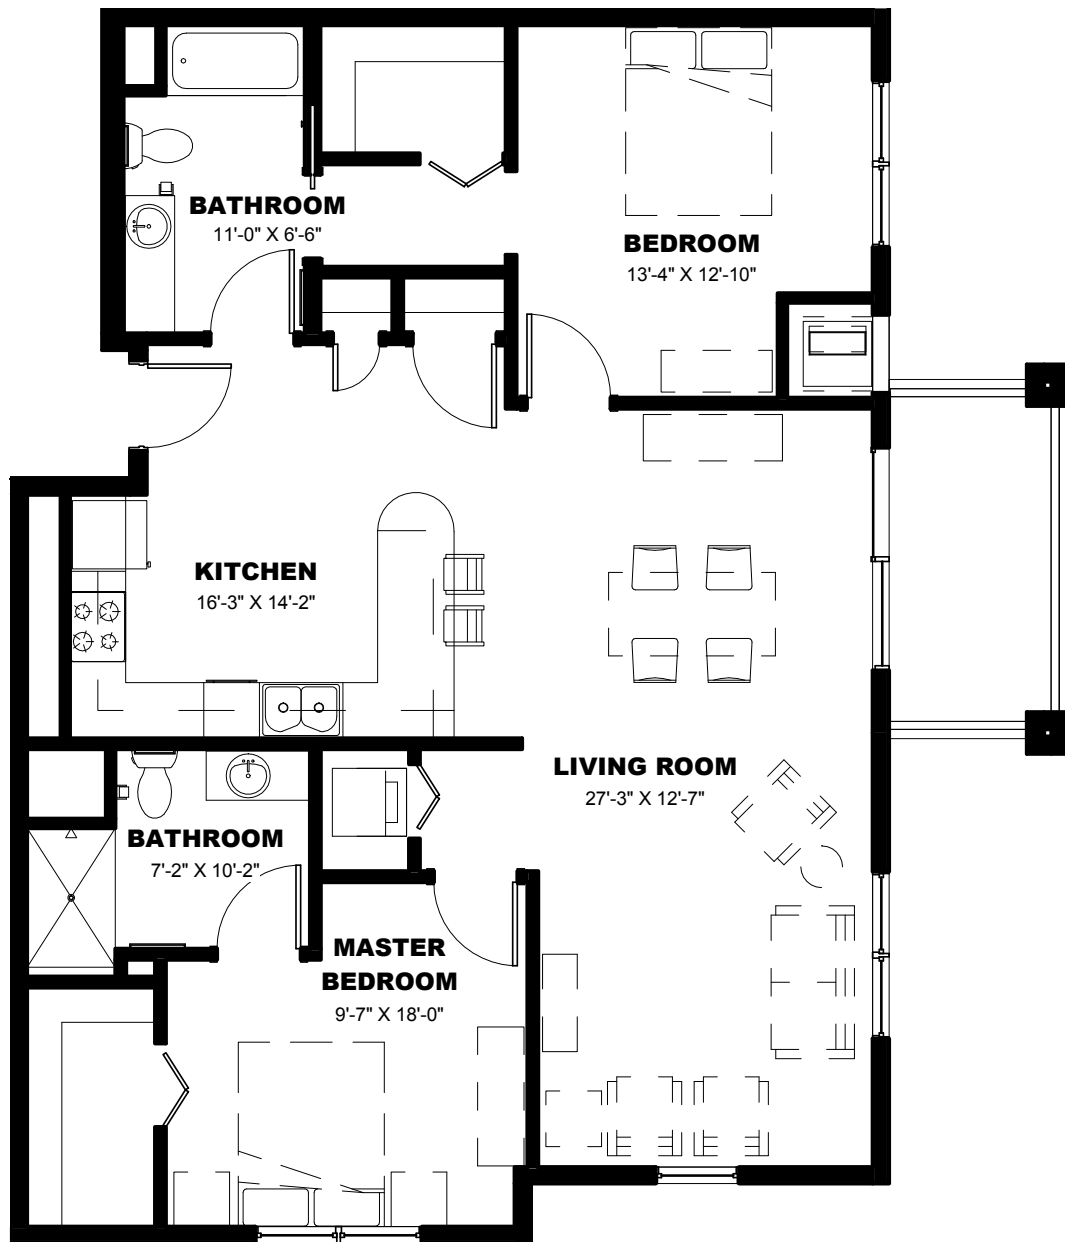 BATHROOM
11'-0" X 6'-6"
BEDROOM
13'-4" X 12'-10"
KITCHEN
16'-3" X 14'-2"
LIVING ROOM
27'-3" X 12'-7"
BATHROOM
7'-2" X 10'-2"
MASTER
BEDROOM
9'-7" X 18'-0"